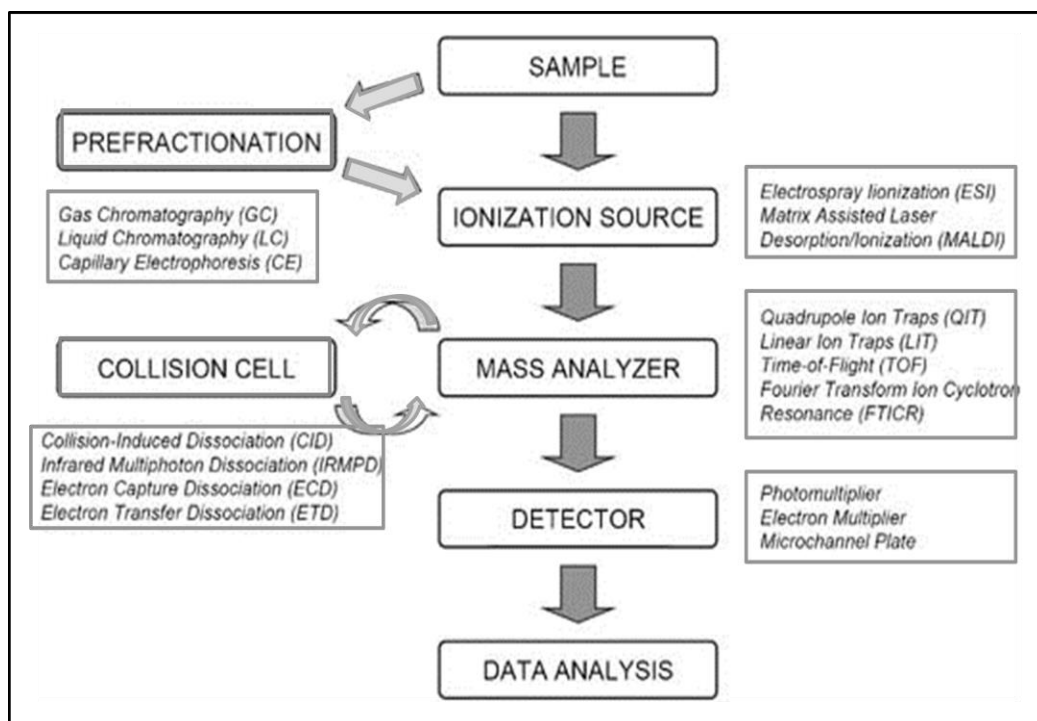 SAMPLE
PREFRACTIONATION
Gas Chromatography (GC)
Liquid Chromatography (LC)
Capillary Electrophoresis (CE)
IONIZATION SOURCE
Electrospray Iionization (ESI)
Matrix Assisted Laser
Desorption/Ionization (MALDI)
COLLISION CELL
Collision-Induced Dissociation (CID)
Infrared Multiphoton Dissociation (IRMPD)
Electron Capture Dissociation (ECD)
Electron Transfer Dissociation (ETD)
MASS ANALYZER
Quadrupole Ion Traps (QIT)
Linear Ion Traps (LIT)
Time-of-Flight (TOF)
Fourier Transform Ion Cyclotron
Resonance (FTICR)
DETECTOR
Photomultiplier
Electron Multiplier
Microchannel Plate
DATA ANALYSIS